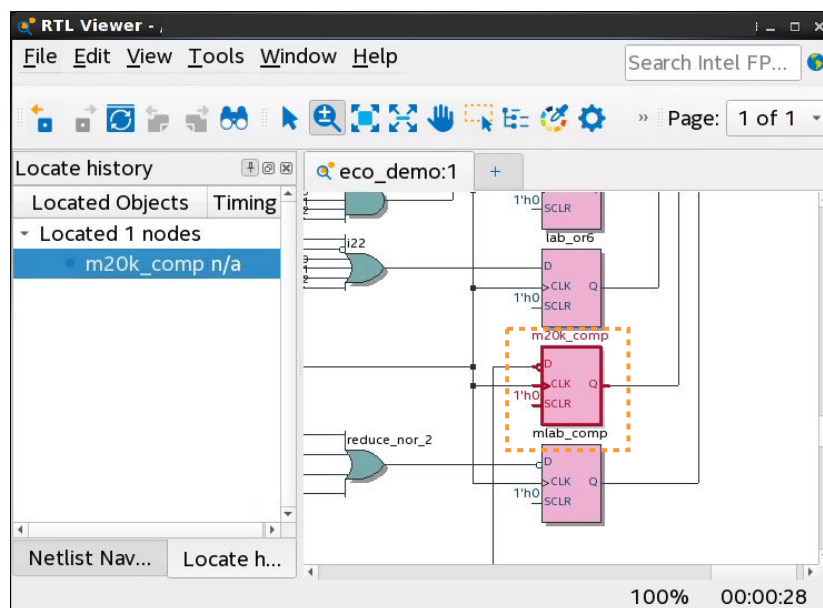 RTL Viewer - /
File Edit View Tools Window Help
Search Intel FP...
» Page: 1 of 1
Locate history
eco_demo:1 +
Located Objects Timing
Located 1 nodes
m20k_comp n/a
1'h0 SCLR
lab_or6
i22
D
CLK Q
1'h0 SCLR
m20k_comp
D
CLK Q
1'h0 SCLR
mlab_comp
reduce_nor_2
D
CLK Q
1'h0 SCLR
Netlist Nav... Locate h...
100% 00:00:28